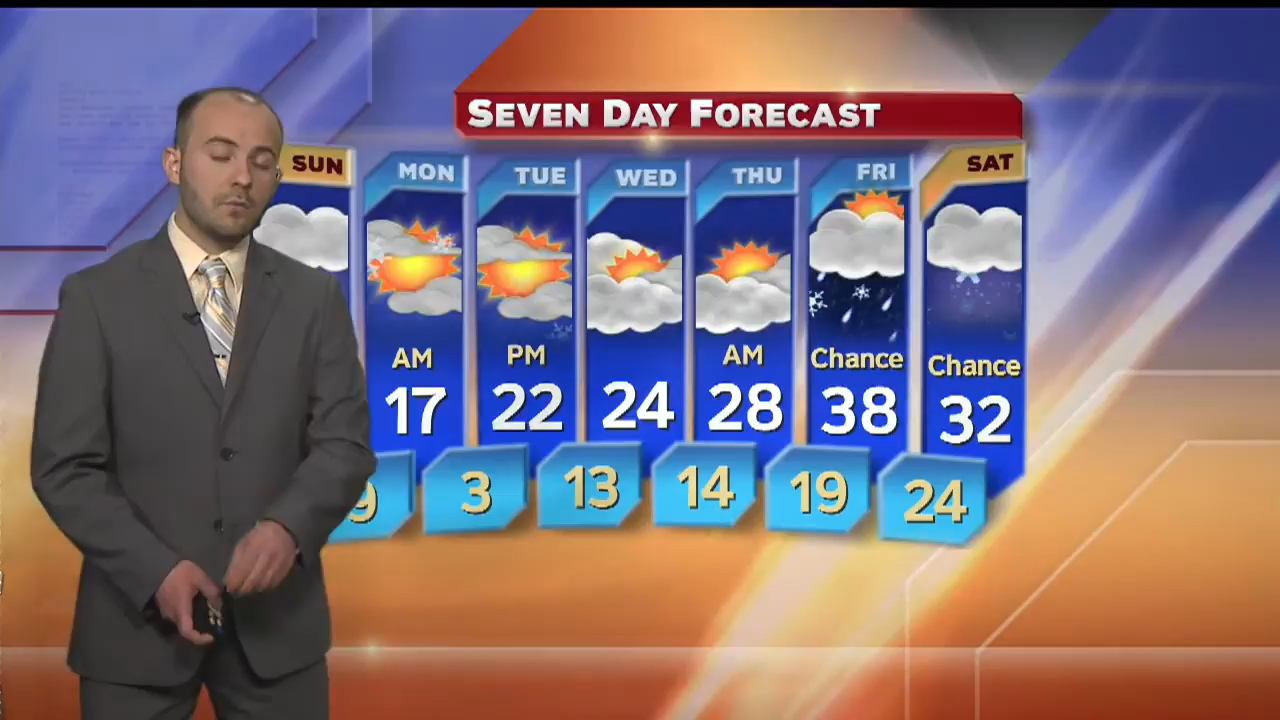 SEVEN DAY FORECAST
SUN MON TUE WED THU FRI SAT
AM PM AM Chance Chance
17 22 24 28 38 32
9 3 13 14 19 24